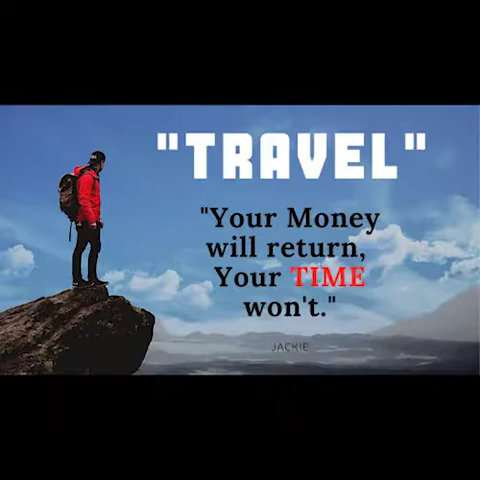 "TRAVEL"
"Your Money
will return,
Your TIME
won't."
JACKIE